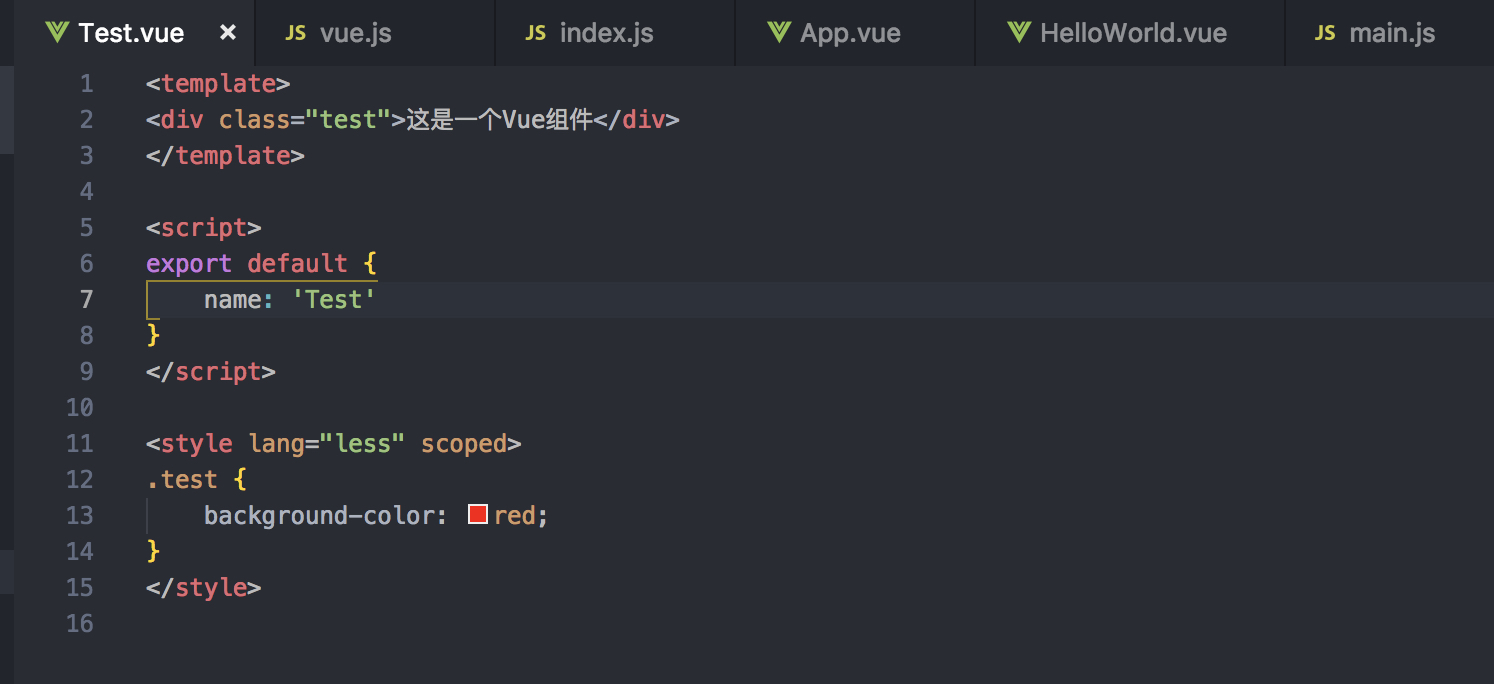 Test.vue × JS vue.js JS index.js App.vue HelloWorld.vue JS main.js
1 <template>
2 <div class="test">这是一个Vue组件</div>
3 </template>
4
5 <script>
6 export default {
7     name: 'Test'
8 }
9 </script>
10
11 <style lang="less" scoped>
12 .test {
13     background-color: red;
14 }
15 </style>
16